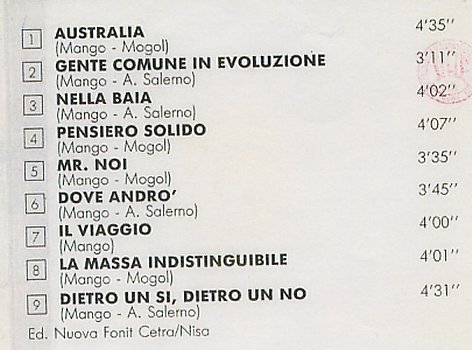 1 AUSTRALIA 4'35"
(Mango - Mogol)
2 GENTE COMUNE IN EVOLUZIONE 3'11"
(Mango - A. Salerno)
3 NELLA BAIA 4'02"
(Mango - A. Salerno)
4 PENSIERO SOLIDO 4'07"
(Mango - Mogol)
5 MR. NOI 3'35"
(Mango - Mogol)
6 DOVE ANDRO' 3'45"
(Mango - A. Salerno)
7 IL VIAGGIO 4'00"
(Mango)
8 LA MASSA INDISTINGUIBILE 4'01"
(Mango - Mogol)
9 DIETRO UN SI, DIETRO UN NO 4'31"
(Mango - A. Salerno)
Ed. Nuova Fonit Cetra/Nisa